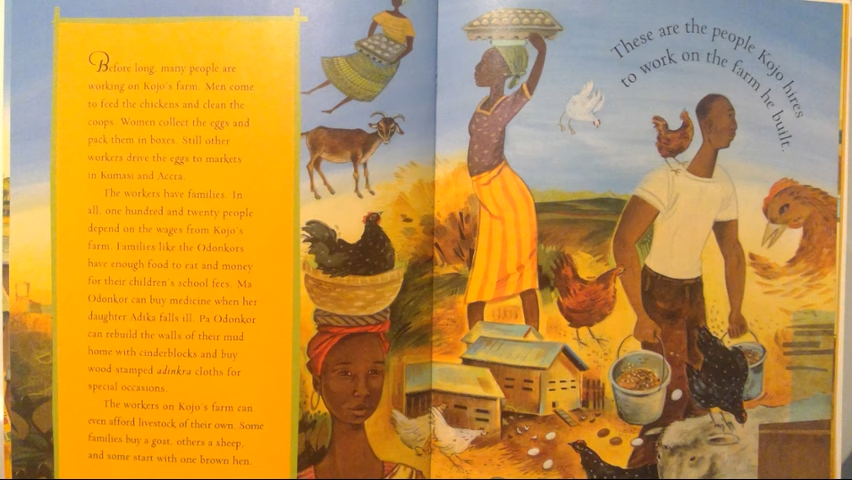 Before long, many people are
working on Kojo's farm. Men come
to feed the chickens and clean the
coops. Women collect the eggs and
pack them in boxes. Still other
workers drive the eggs to markets
in Kumasi and Accra.
The workers have families. In
all, one hundred and twenty people
depend on the wages from Kojo's
farm. Families like the Odonkors
have enough food to eat and money
for their children's school fees. Ma
Odonkor can buy medicine when her
daughter Adika falls ill. Pa Odonkor
can rebuild the walls of their mud
home with cinderblocks and buy
wood stamped adinkra cloths for
special occasions.
The workers on Kojo's farm can
even afford livestock of their own. Some
families buy a goat, others a sheep,
and some start with one brown hen.
These are the people Kojo hires
to work on the farm he built.